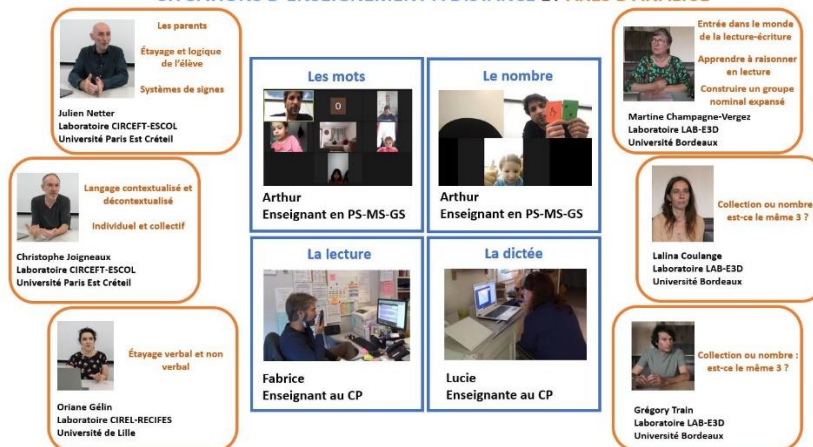 SITUATIONS D'ENSEIGNEMENT À DISTANCE ET AXES D'ANALYSE
Les parents
Étayage et logique
de l'élève
Systèmes de signes
Julien Netter
Laboratoire CIRCEFT-ESCOL
Université Paris Est Créteil
Langage contextualisé et
décontextualisé
Individuel et collectif
Christophe Joigneaux
Laboratoire CIRCEFT-ESCOL
Université Paris Est Créteil
Étayage verbal et non
verbal
Oriane Gélin
Laboratoire CIREL-RECIFES
Université de Lille
Les mots
O
Arthur
Enseignant en PS-MS-GS
Le nombre
Arthur
Enseignant en PS-MS-GS
La lecture
Fabrice
Enseignant au CP
La dictée
Lucie
Enseignante au CP
Entrée dans le monde
de la lecture-écriture
Apprendre à raisonner
en lecture
Construire un groupe
nominal expansé
Martine Champagne-Vergez
Laboratoire LAB-E3D
Université Bordeaux
Collection ou nombre
est-ce le même 3 ?
Lalina Coulange
Laboratoire LAB-E3D
Université Bordeaux
Collection ou nombre :
est-ce le même 3 ?
Grégory Train
Laboratoire LAB-E3D
Université Bordeaux